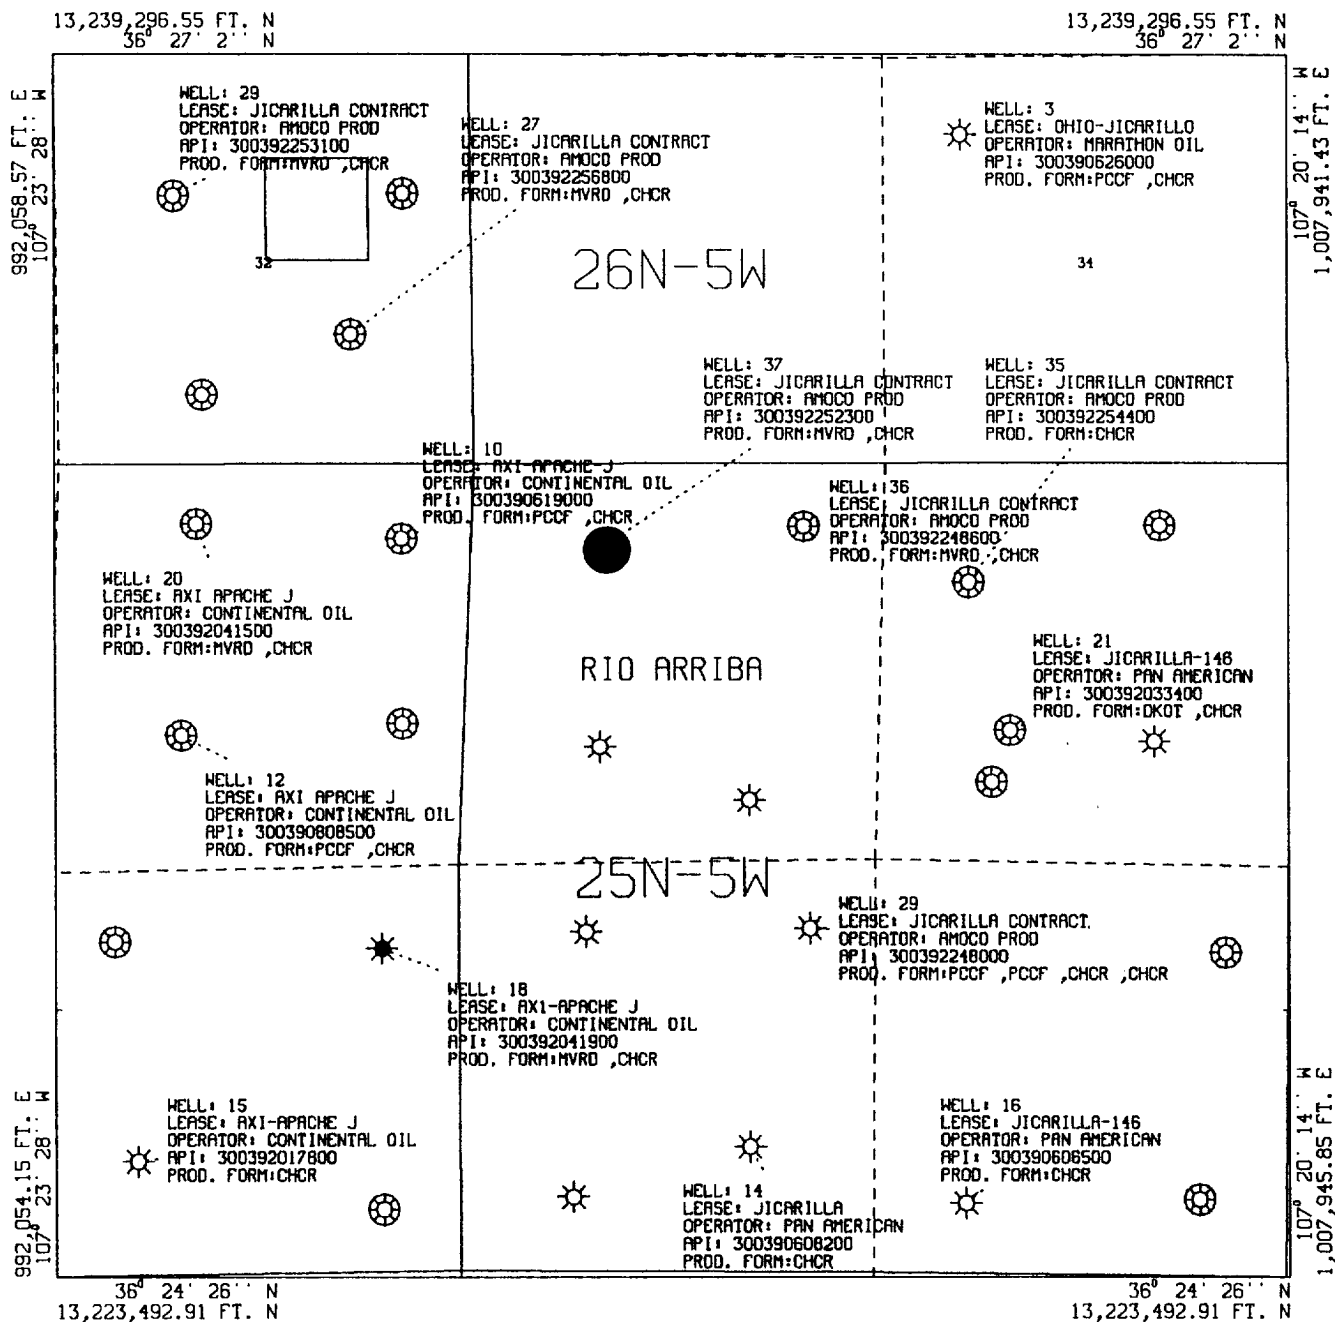 13,239,296.55 FT. N
36° 27' 2'' N
13,239,296.55 FT. N
36° 27' 2'' N
992,058.57 FT. E
107° 23' 28'' W
107° 20' 14'' W
1,007,941.43 FT. E
WELL: 29
LEASE: JICARILLA CONTRACT
OPERATOR: AMOCO PROD
API: 300392253100
PROD. FORM:MVRD ,CHCR
WELL: 27
LEASE: JICARILLA CONTRACT
OPERATOR: AMOCO PROD
API: 300392256800
PROD. FORM:MVRD ,CHCR
WELL: 3
LEASE: OHIO-JICARILLO
OPERATOR: MARATHON OIL
API: 300390626000
PROD. FORM:PCCF ,CHCR
32
26N-5W
34
WELL: 37
LEASE: JICARILLA CONTRACT
OPERATOR: AMOCO PROD
API: 300392252300
PROD. FORM:MVRD ,CHCR
WELL: 35
LEASE: JICARILLA CONTRACT
OPERATOR: AMOCO PROD
API: 300392254400
PROD. FORM:CHCR
WELL: 10
LEASE: AXI-APACHE-J
OPERATOR: CONTINENTAL OIL
API: 300390619000
PROD. FORM:PCCF ,CHCR
WELL: 36
LEASE: JICARILLA CONTRACT
OPERATOR: AMOCO PROD
API: 300392248600
PROD. FORM:MVRD ,CHCR
WELL: 20
LEASE: AXI APACHE J
OPERATOR: CONTINENTAL OIL
API: 300392041500
PROD. FORM:MVRD ,CHCR
RIO ARRIBA
WELL: 21
LEASE: JICARILLA-146
OPERATOR: PAN AMERICAN
API: 300392033400
PROD. FORM:DKOT ,CHCR
WELL: 12
LEASE: AXI APACHE J
OPERATOR: CONTINENTAL OIL
API: 300390808500
PROD. FORM:PCCF ,CHCR
25N-5W
WELL: 29
LEASE: JICARILLA CONTRACT
OPERATOR: AMOCO PROD
API: 300392248000
PROD. FORM:PCCF ,PCCF ,CHCR ,CHCR
WELL: 18
LEASE: AX1-APACHE J
OPERATOR: CONTINENTAL OIL
API: 300392041900
PROD. FORM:MVRD ,CHCR
WELL: 15
LEASE: AXI-APACHE J
OPERATOR: CONTINENTAL OIL
API: 300392017800
PROD. FORM:CHCR
WELL: 16
LEASE: JICARILLA-146
OPERATOR: PAN AMERICAN
API: 300390606500
PROD. FORM:CHCR
WELL: 14
LEASE: JICARILLA
OPERATOR: PAN AMERICAN
API: 300390608200
PROD. FORM:CHCR
992,054.15 FT. E
107° 23' 28'' W
107° 20' 14'' W
1,007,945.85 FT. E
36° 24' 26'' N
13,223,492.91 FT. N
36° 24' 26'' N
13,223,492.91 FT. N